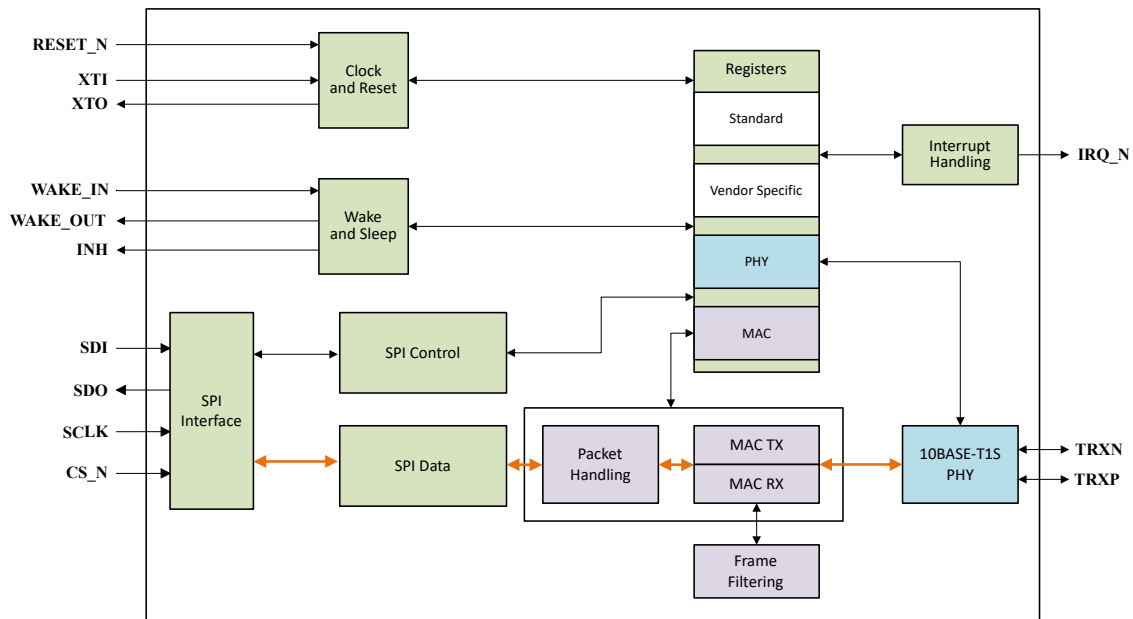 RESET_N
XTI
XTO
Clock
and Reset
Registers
Standard
Vendor Specific
PHY
MAC
Interrupt
Handling
IRQ_N
WAKE_IN
WAKE_OUT
INH
Wake
and Sleep
SDI
SDO
SCLK
CS_N
SPI
Interface
SPI Control
SPI Data
Packet
Handling
MAC TX
MAC RX
10BASE-T1S
PHY
TRXN
TRXP
Frame
Filtering